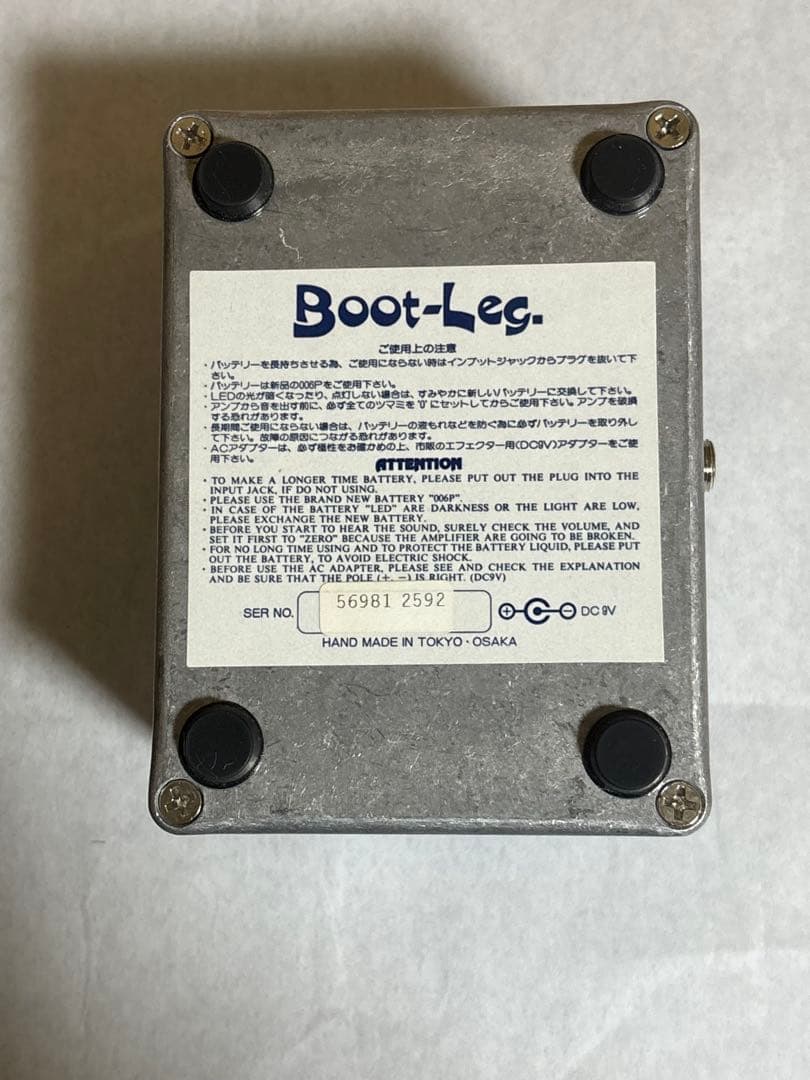 Boot-Leg.
ご使用上の注意
・バッテリーを長持ちさせる為、ご使用にならない時はインプットジャックからプラグを抜いて下
さい。
・バッテリーは新品の006Pをご使用下さい。
・LEDの光が暗くなったり、点灯しない場合は、すみやかに新しいバッテリーに交換して下さい。
・アンプから音を出す前に、必ず全てのツマミを'0'にセットしてからご使用下さい。アンプを破損
する恐れがあります。
・長期間ご使用にならない場合は、バッテリーの液もれなどを防ぐ為に必ずバッテリーを取り外し
て下さい。故障の原因につながる恐れがあります。
・ACアダプターは、必ず極性をお確かめの上、市販のエフェクター用(DC9V)アダプターをご使
用下さい。
ATTENTION
・TO MAKE A LONGER TIME BATTERY, PLEASE PUT OUT THE PLUG INTO THE
INPUT JACK, IF DO NOT USING.
・PLEASE USE THE BRAND NEW BATTERY "006P".
・IN CASE OF THE BATTERY "LED" ARE DARKNESS OR THE LIGHT ARE LOW,
PLEASE EXCHANGE THE NEW BATTERY.
・BEFORE YOU START TO HEAR THE SOUND, SURELY CHECK THE VOLUME, AND
SET IT FIRST TO "ZERO" BECAUSE THE AMPLIFIER ARE GOING TO BE BROKEN.
・FOR NO LONG TIME USING AND TO PROTECT THE BATTERY LIQUID, PLEASE PUT
OUT THE BATTERY, TO AVOID ELECTRIC SHOCK.
・BEFORE USE THE AC ADAPTER, PLEASE SEE AND CHECK THE EXPLANATION
AND BE SURE THAT THE POLE (+, −) IS RIGHT. (DC9V)
SER NO. 56981 2592 DC 9V
HAND MADE IN TOKYO・OSAKA